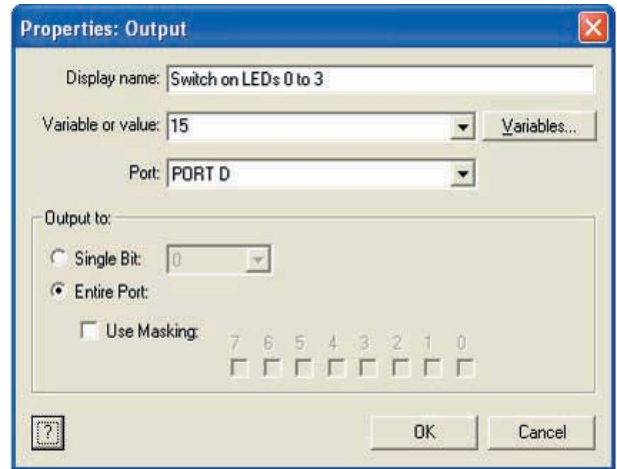 Properties: Output
Display name: Switch on LEDs 0 to 3
Variable or value: 15 Variables...
Port: PORT D
Output to:
Single Bit: 0
Entire Port:
Use Masking:
7 6 5 4 3 2 1 0
? OK Cancel